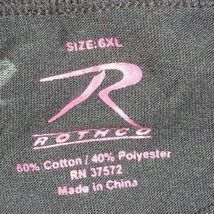 SIZE:6XL
R
ROTHCO
60% Cotton / 40% Polyester
RN 37572
Made in China